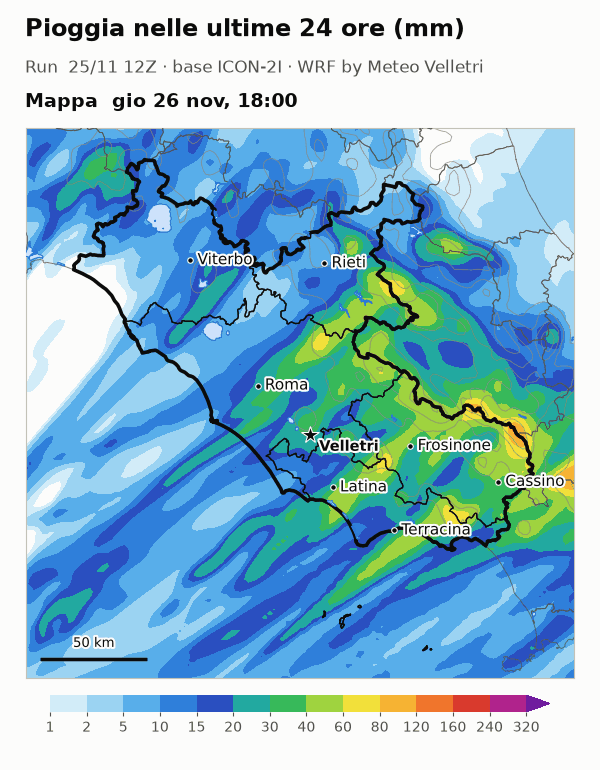 Pioggia nelle ultime 24 ore (mm)
Run 25/11 12Z · base ICON-2I · WRF by Meteo Velletri
Mappa gio 26 nov, 18:00
Viterbo
Rieti
Roma
Velletri
Frosinone
Latina
Cassino
Terracina
50 km
1 2 5 10 15 20 30 40 60 80 120 160 240 320